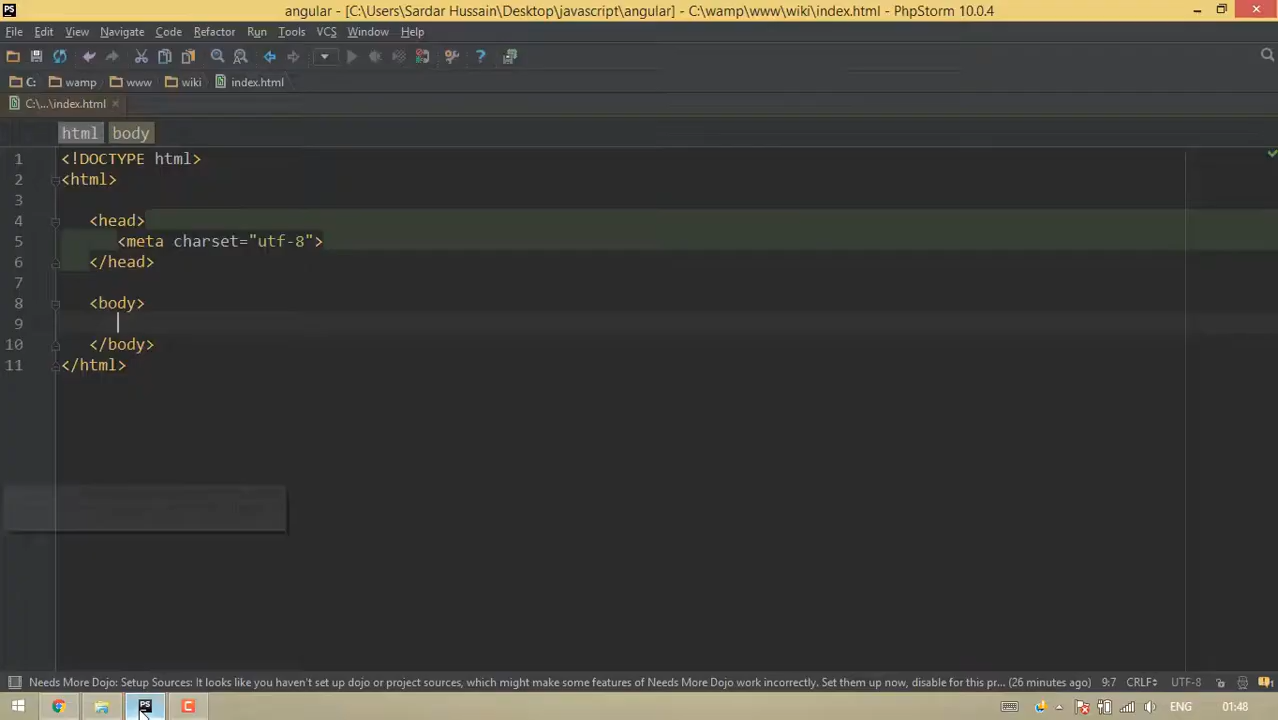 angular - [C:\Users\Sardar Hussain\Desktop\javascript\angular] - C:\wamp\www\wiki\index.html - PhpStorm 10.0.4
File Edit View Navigate Code Refactor Run Tools VCS Window Help
C: wamp www wiki index.html
C:\...\index.html
html body
1 <!DOCTYPE html>
2 <html>
3
4 <head>
5 <meta charset="utf-8">
6 </head>
7
8 <body>
9
10 </body>
11 </html>
Needs More Dojo: Setup Sources: It looks like you haven't set up dojo or project sources, which might make some features of Needs More Dojo work incorrectly. Set them up now, disable for this pr... (26 minutes ago) 9:7 CRLF UTF-8
PS C ENG 01:48